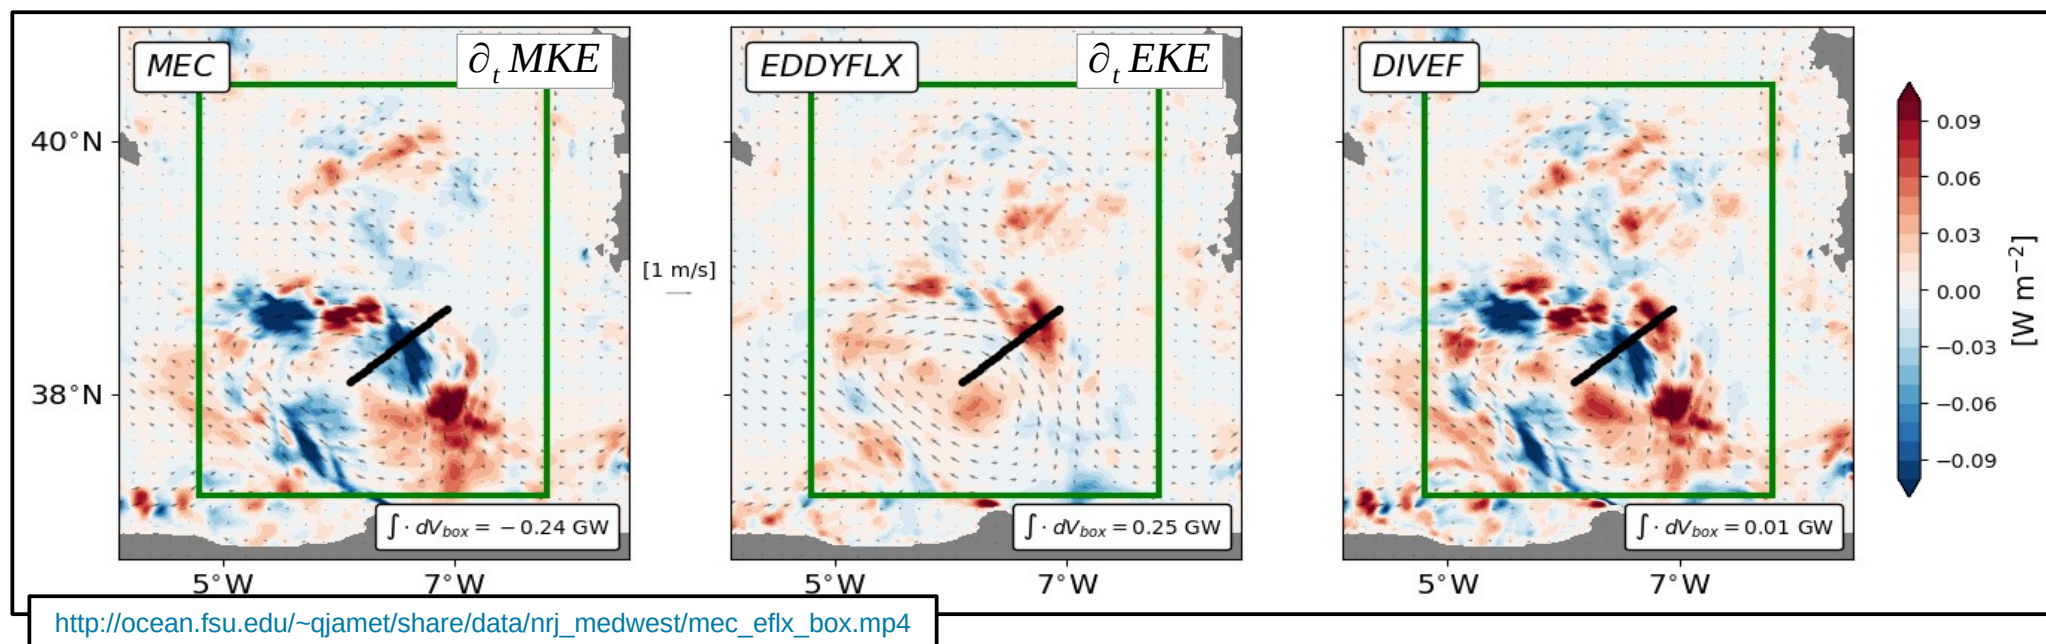 MEC
∂t MKE
EDDYFLX
∂t EKE
DIVEF
40°N
38°N
[1 m/s]
0.09
0.06
0.03
0.00
−0.03
−0.06
−0.09
[W m−2]
∫ · dVbox = − 0.24 GW
∫ · dVbox = 0.25 GW
∫ · dVbox = 0.01 GW
5°W
7°W
5°W
7°W
5°W
7°W
http://ocean.fsu.edu/~qjamet/share/data/nrj_medwest/mec_eflx_box.mp4